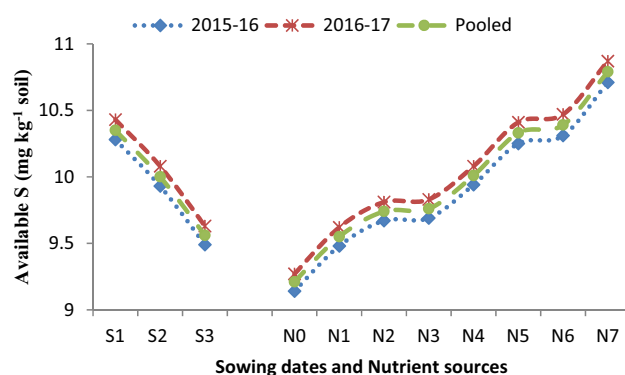 2015-16 2016-17 Pooled
Available S (mg kg⁻¹ soil)
11
10.5
10
9.5
9
S1 S2 S3 N0 N1 N2 N3 N4 N5 N6 N7
Sowing dates and Nutrient sources